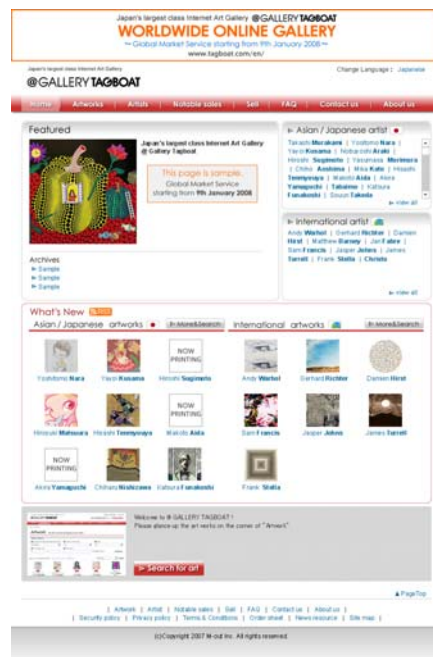 Japan's largest class Internet Art Gallery @GALLERY TAGBOAT
WORLDWIDE ONLINE GALLERY
~ Global Market Service starting from 9th January 2008 ~
www.tagboat.com/en/
Japan's largest class Internet Art Gallery
@GALLERY TAGBOAT
Change Language : Japanese
Home | Artworks | Artists | Notable sales | Sell | FAQ | Contact us | About us
Featured
Japan's largest class Internet Art Gallery
@ Gallery Tagboat
This page is sample.
Global Market Service
starting from 9th January 2008
Archives
Sample
Sample
Sample
Asian / Japanese artist
Takashi Murakami | Yoshitomo Nara |
Yayoi Kusama | Nobuyoshi Araki |
Hiroshi Sugimoto | Yasumasa Morimura
| Chiho Aoshima | Mika Kato | Hisashi
Tenmyouya | Makoto Aida | Akira
Yamaguchi | Tabaimo | Katsura
Funakoshi | Souun Takeda
view all
International artist
Andy Warhol | Gerhard Richter | Damien
Hirst | Matthew Barney | Jan Fabre |
Sam Francis | Jasper Johns | James
Turrell | Frank Stella | Christo
view all
What's New
Asian / Japanese artworks
More&Search
International artworks
More&Search
NOW
PRINTING
Yoshitomo Nara
Yayoi Kusama
Hiroshi Sugimoto
Andy Warhol
Gerhard Richter
Damien Hirst
NOW
PRINTING
Hiroyuki Matsuura
Hisashi Tenmyouya
Makoto Aida
Sam Francis
Jasper Johns
James Turrell
NOW
PRINTING
Akira Yamaguchi
Chiharu Nishizawa
Katsura Funakoshi
Frank Stella
Welcome to @ GALLERY TAGBOAT !
Please glance up the art works on the corner of "Artwork"
Search for art
PageTop
| Artwork | Artist | Notable sales | Sell | FAQ | Contact us | About us |
| Security policy | Privacy policy | Terms & Conditions | Order sheet | News resource | Site map |
(c)Copyright 2007 M-out Inc. All rights reserved.